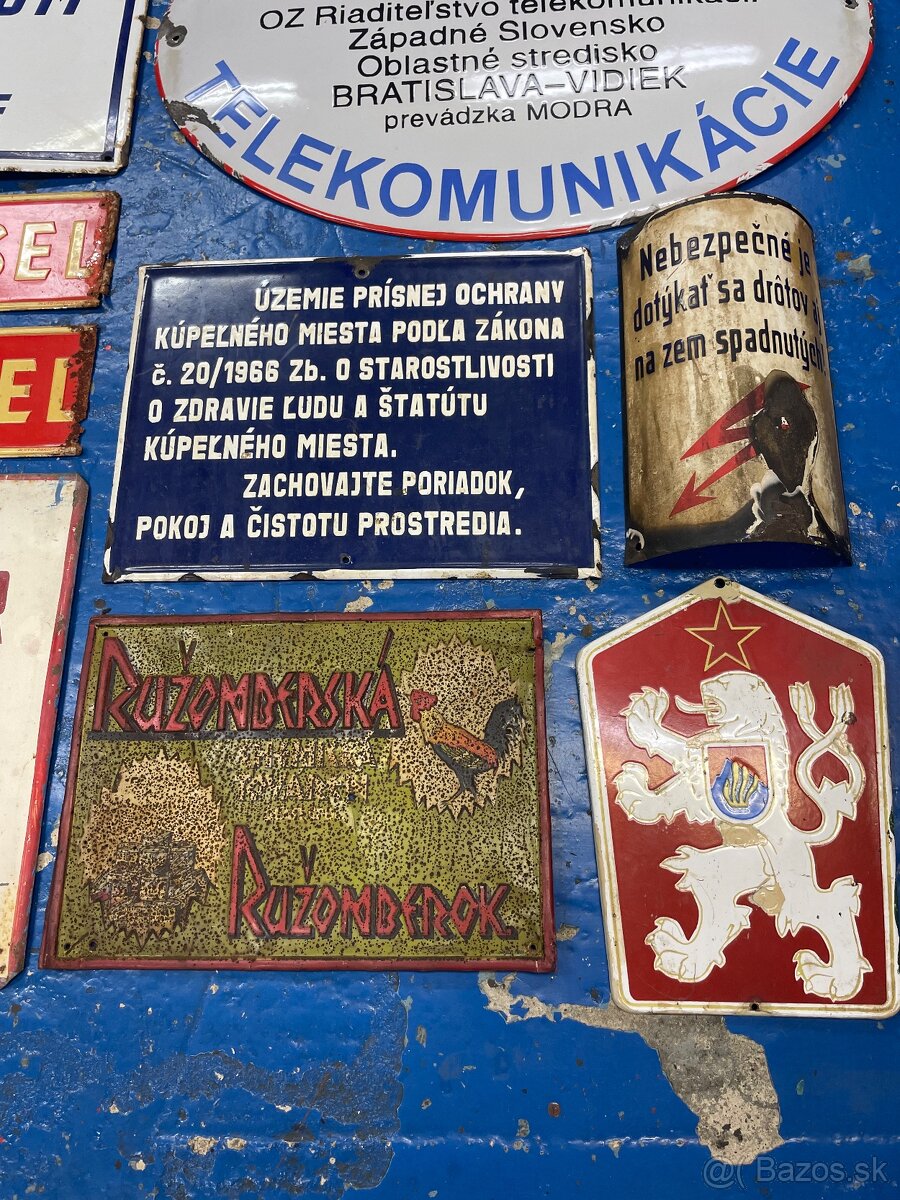 OZ Riaditeľstvo telekomunikácií
Západné Slovensko
Oblastné stredisko
BRATISLAVA–VIDIEK
prevádzka MODRA
TELEKOMUNIKÁCIE
SEL
EL
ÚZEMIE PRÍSNEJ OCHRANY
KÚPEĽNÉHO MIESTA PODĽA ZÁKONA
č. 20/1966 Zb. O STAROSTLIVOSTI
O ZDRAVIE ĽUDU A ŠTATÚTU
KÚPEĽNÉHO MIESTA.
ZACHOVAJTE PORIADOK,
POKOJ A ČISTOTU PROSTREDIA.
Nebezpečné je
dotýkať sa drôtov aj
na zem spadnutých!
RUŽOMBERSKÁ
RUŽOMBEROK
@( Bazos.sk